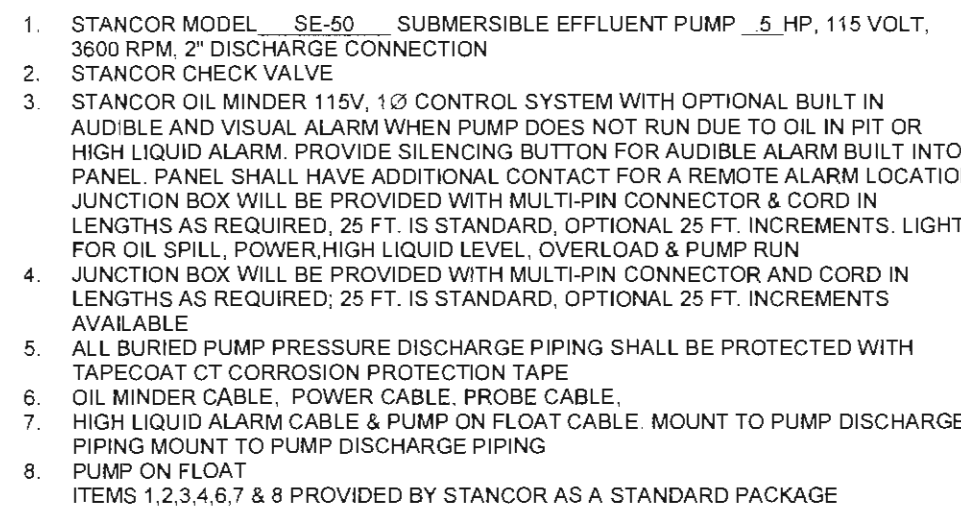 1. STANCOR MODEL SE-50 SUBMERSIBLE EFFLUENT PUMP .5 HP, 115 VOLT,
3600 RPM, 2" DISCHARGE CONNECTION
2. STANCOR CHECK VALVE
3. STANCOR OIL MINDER 115V, 1Ø CONTROL SYSTEM WITH OPTIONAL BUILT IN
AUDIBLE AND VISUAL ALARM WHEN PUMP DOES NOT RUN DUE TO OIL IN PIT OR
HIGH LIQUID ALARM. PROVIDE SILENCING BUTTON FOR AUDIBLE ALARM BUILT INTO
PANEL. PANEL SHALL HAVE ADDITIONAL CONTACT FOR A REMOTE ALARM LOCATIO
JUNCTION BOX WILL BE PROVIDED WITH MULTI-PIN CONNECTOR & CORD IN
LENGTHS AS REQUIRED, 25 FT. IS STANDARD, OPTIONAL 25 FT. INCREMENTS. LIGHT
FOR OIL SPILL, POWER,HIGH LIQUID LEVEL, OVERLOAD & PUMP RUN
4. JUNCTION BOX WILL BE PROVIDED WITH MULTI-PIN CONNECTOR AND CORD IN
LENGTHS AS REQUIRED; 25 FT. IS STANDARD, OPTIONAL 25 FT. INCREMENTS
AVAILABLE
5. ALL BURIED PUMP PRESSURE DISCHARGE PIPING SHALL BE PROTECTED WITH
TAPECOAT CT CORROSION PROTECTION TAPE
6. OIL MINDER CABLE, POWER CABLE, PROBE CABLE,
7. HIGH LIQUID ALARM CABLE & PUMP ON FLOAT CABLE. MOUNT TO PUMP DISCHARGE
PIPING MOUNT TO PUMP DISCHARGE PIPING
8. PUMP ON FLOAT
ITEMS 1,2,3,4,6,7 & 8 PROVIDED BY STANCOR AS A STANDARD PACKAGE